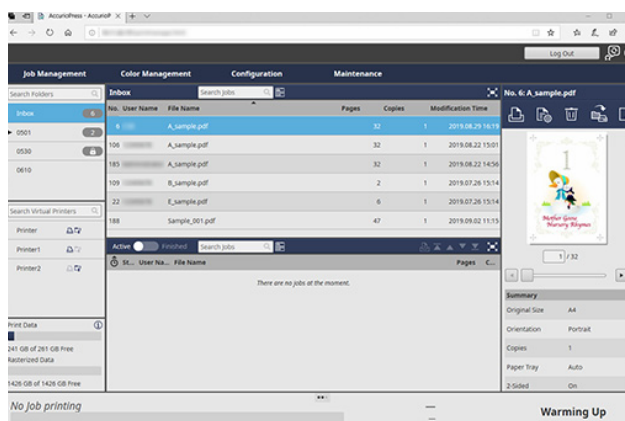 AccurioPress - AccurioP
Log Out
Job Management Color Management Configuration Maintenance
Search Folders
Inbox 6
0501 2
0530
0610
Search Virtual Printers
Printer
Printer1
Printer2
Print Data
241 GB of 261 GB Free
Rasterized Data
1426 GB of 1426 GB Free
Inbox Search Jobs
No. User Name File Name Pages Copies Modification Time
6 A_sample.pdf 32 1 2019.08.29 16:19
106 A_sample.pdf 32 1 2019.08.22 15:01
185 A_sample.pdf 32 1 2019.08.22 14:56
109 B_sample.pdf 2 1 2019.07.26 15:14
22 E_sample.pdf 6 1 2019.07.26 15:14
188 Sample_001.pdf 47 1 2019.09.02 11:15
Active Finished Search Jobs
St... User Na... File Name Pages C...
There are no jobs at the moment.
No. 6: A_sample.pdf
1
Mother Goose
Nursery Rhymes
1 / 32
Summary
Original Size A4
Orientation Portrait
Copies 1
Paper Tray Auto
2-Sided On
No Job printing
Warming Up